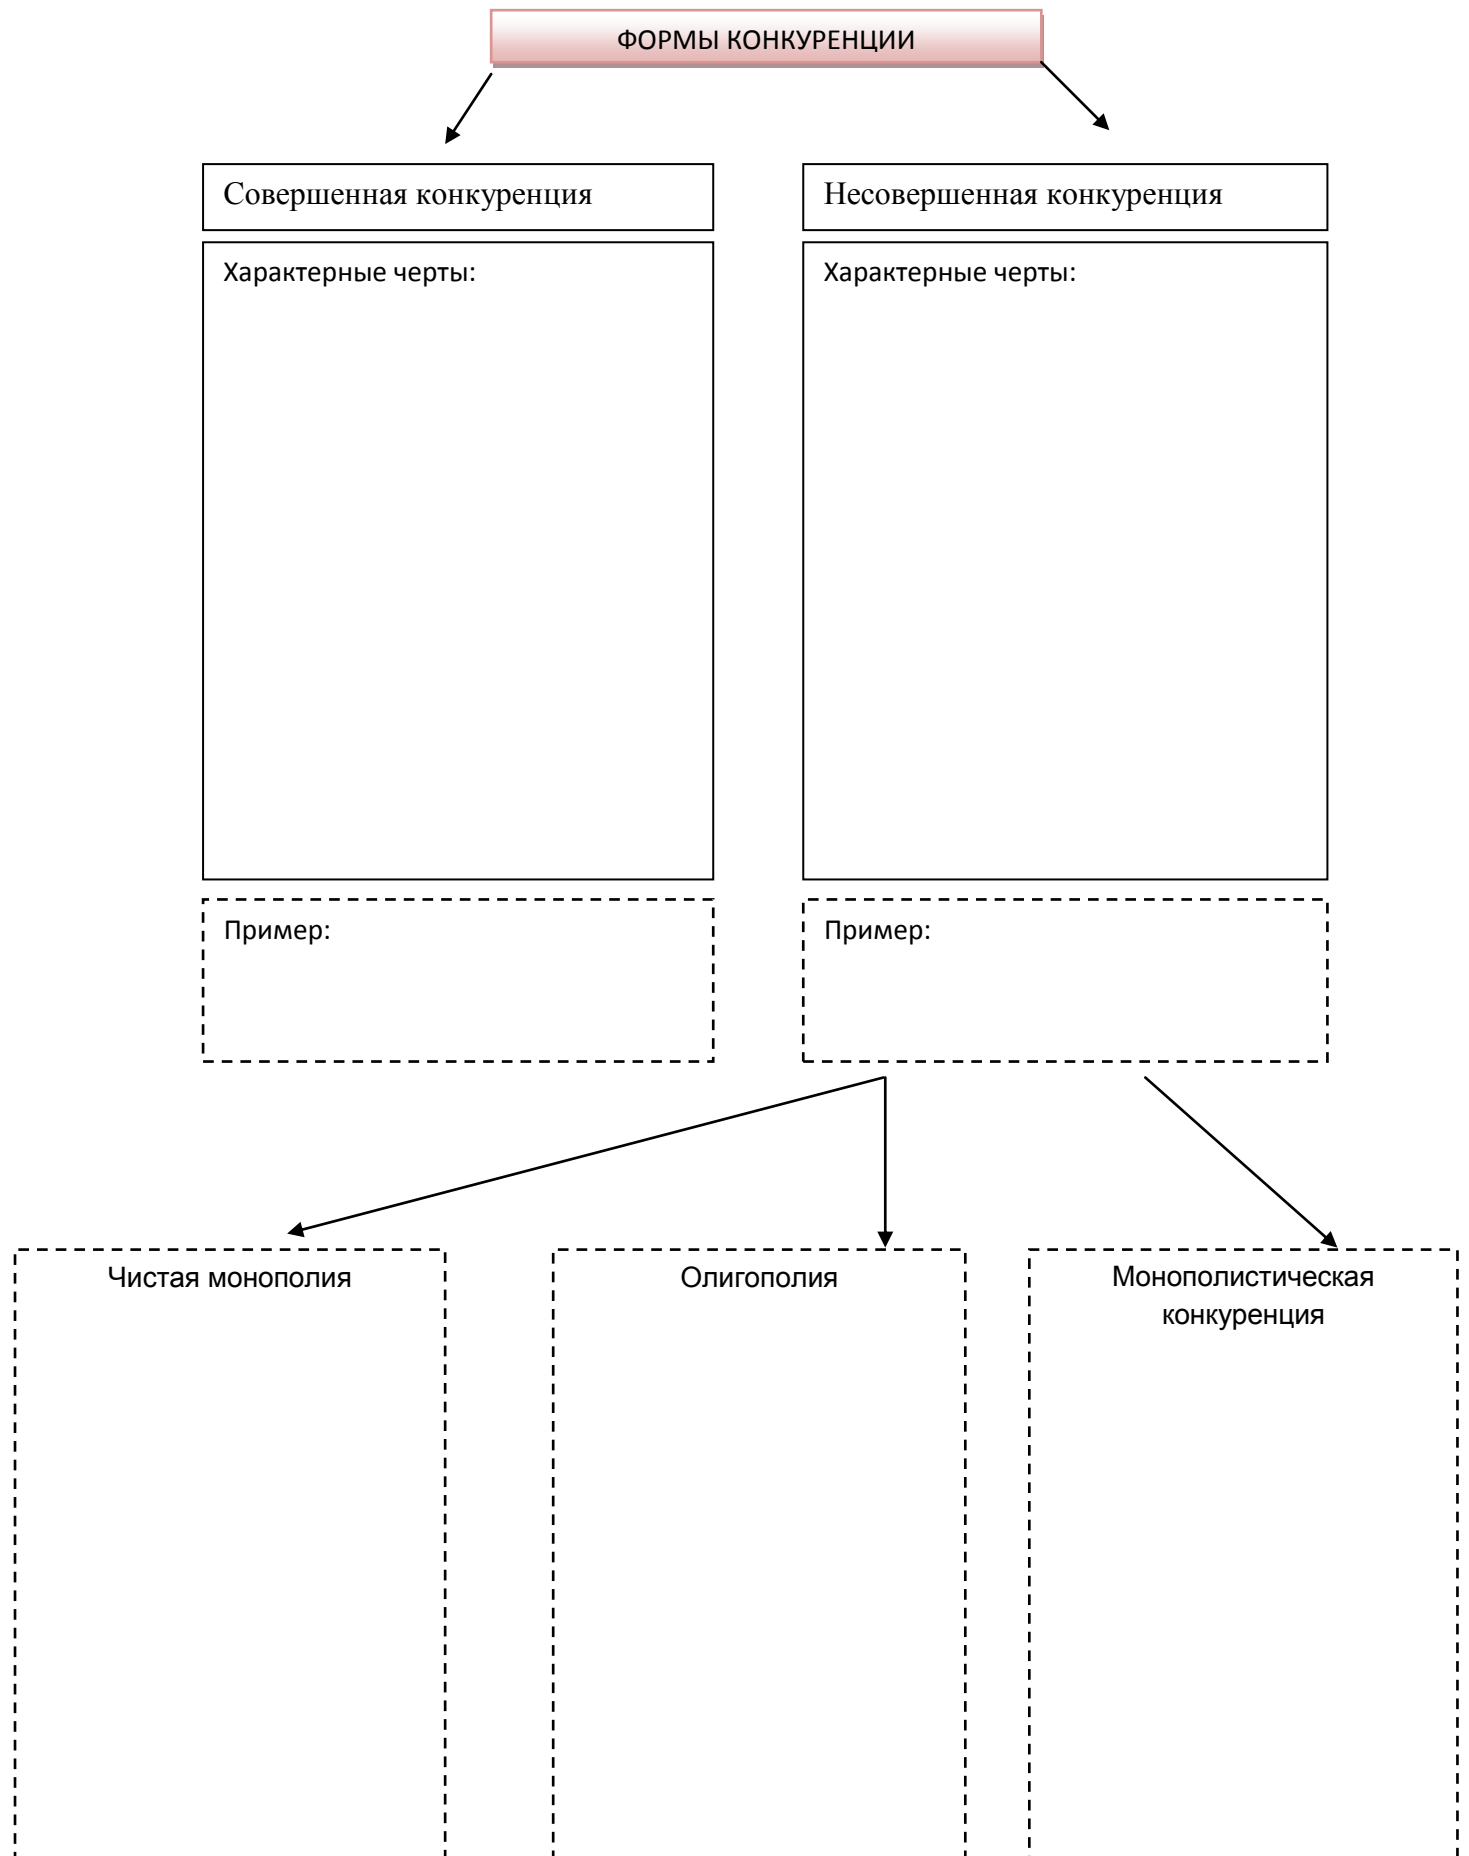 ФОРМЫ КОНКУРЕНЦИИ
Совершенная конкуренция
Несовершенная конкуренция
Характерные черты:
Характерные черты:
Пример:
Пример:
Чистая монополия
Олигополия
Монополистическая
конкуренция